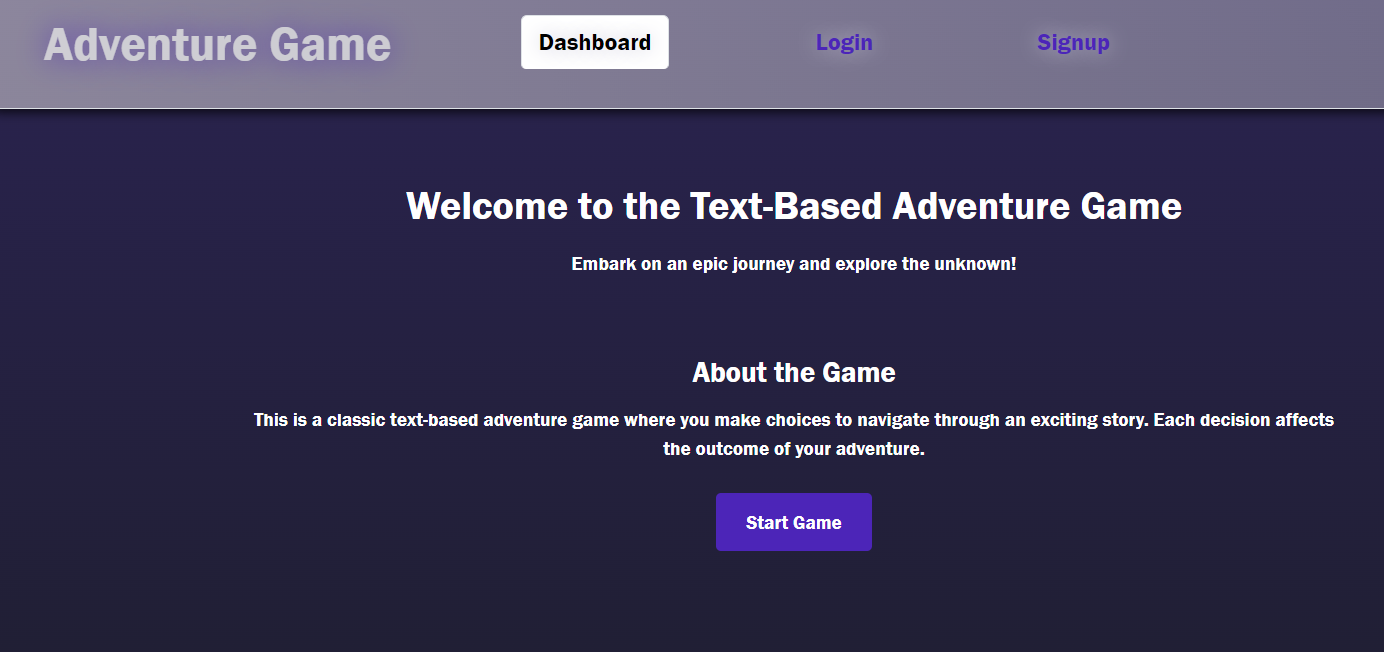 Adventure Game
Dashboard
Login
Signup
Welcome to the Text-Based Adventure Game
Embark on an epic journey and explore the unknown!
About the Game
This is a classic text-based adventure game where you make choices to navigate through an exciting story. Each decision affects
the outcome of your adventure.
Start Game